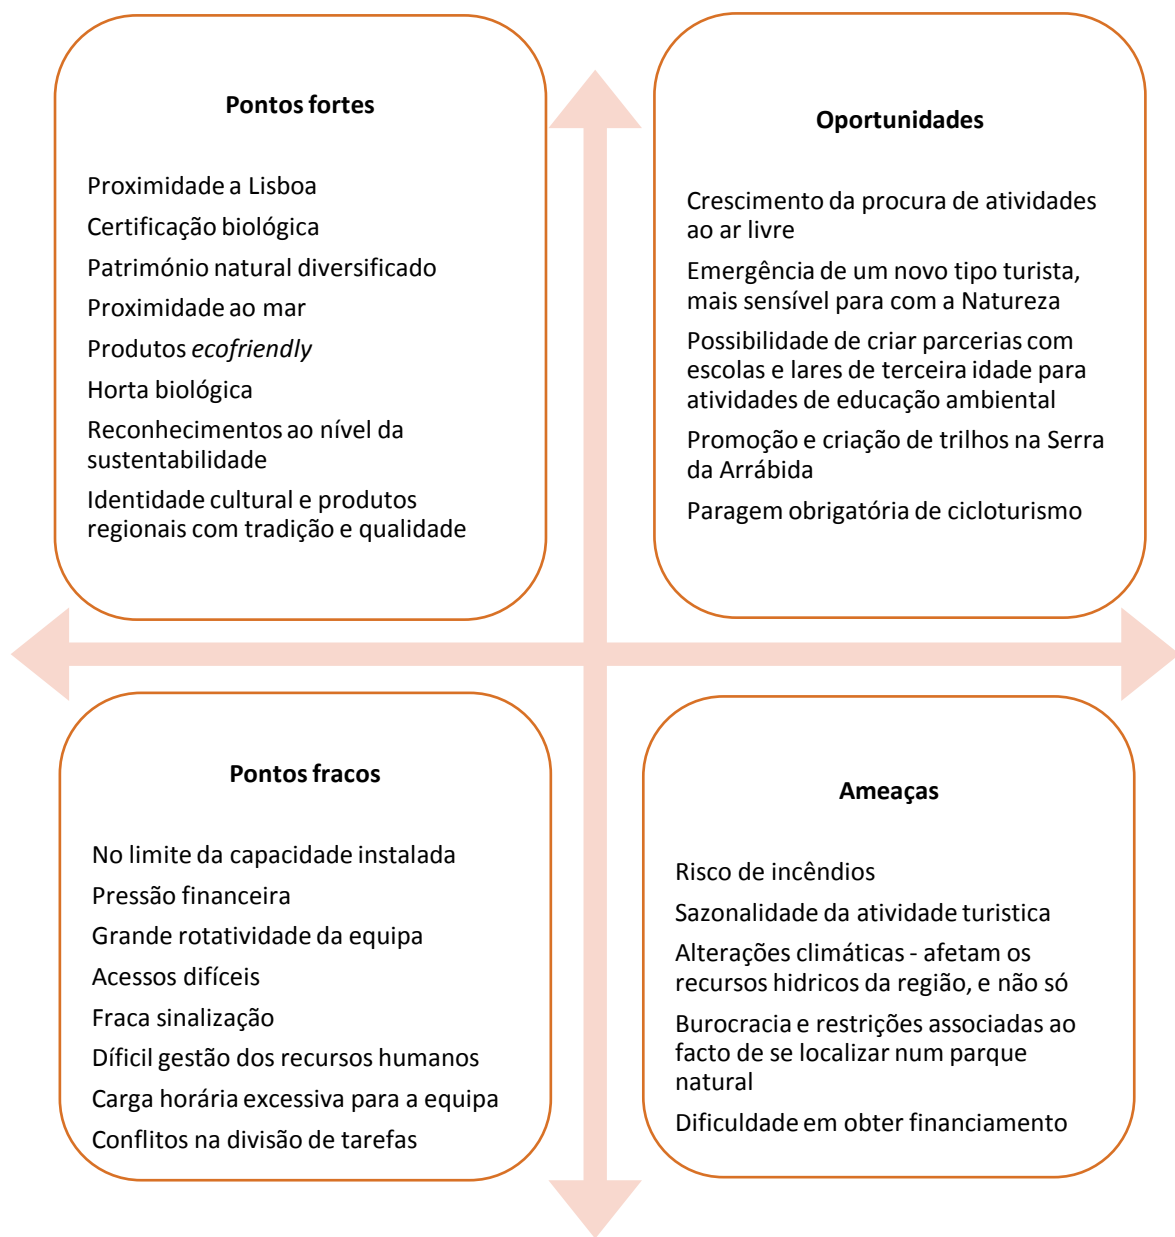 Pontos fortes
Proximidade a Lisboa
Certificação biológica
Património natural diversificado
Proximidade ao mar
Produtos ecofriendly
Horta biológica
Reconhecimentos ao nível da
sustentabilidade
Identidade cultural e produtos
regionais com tradição e qualidade
Oportunidades
Crescimento da procura de atividades
ao ar livre
Emergência de um novo tipo turista,
mais sensível para com a Natureza
Possibilidade de criar parcerias com
escolas e lares de terceira idade para
atividades de educação ambiental
Promoção e criação de trilhos na Serra
da Arrábida
Paragem obrigatória de cicloturismo
Pontos fracos
No limite da capacidade instalada
Pressão financeira
Grande rotatividade da equipa
Acessos difíceis
Fraca sinalização
Díficil gestão dos recursos humanos
Carga horária excessiva para a equipa
Conflitos na divisão de tarefas
Ameaças
Risco de incêndios
Sazonalidade da atividade turistica
Alterações climáticas - afetam os
recursos hidricos da região, e não só
Burocracia e restrições associadas ao
facto de se localizar num parque
natural
Dificuldade em obter financiamento